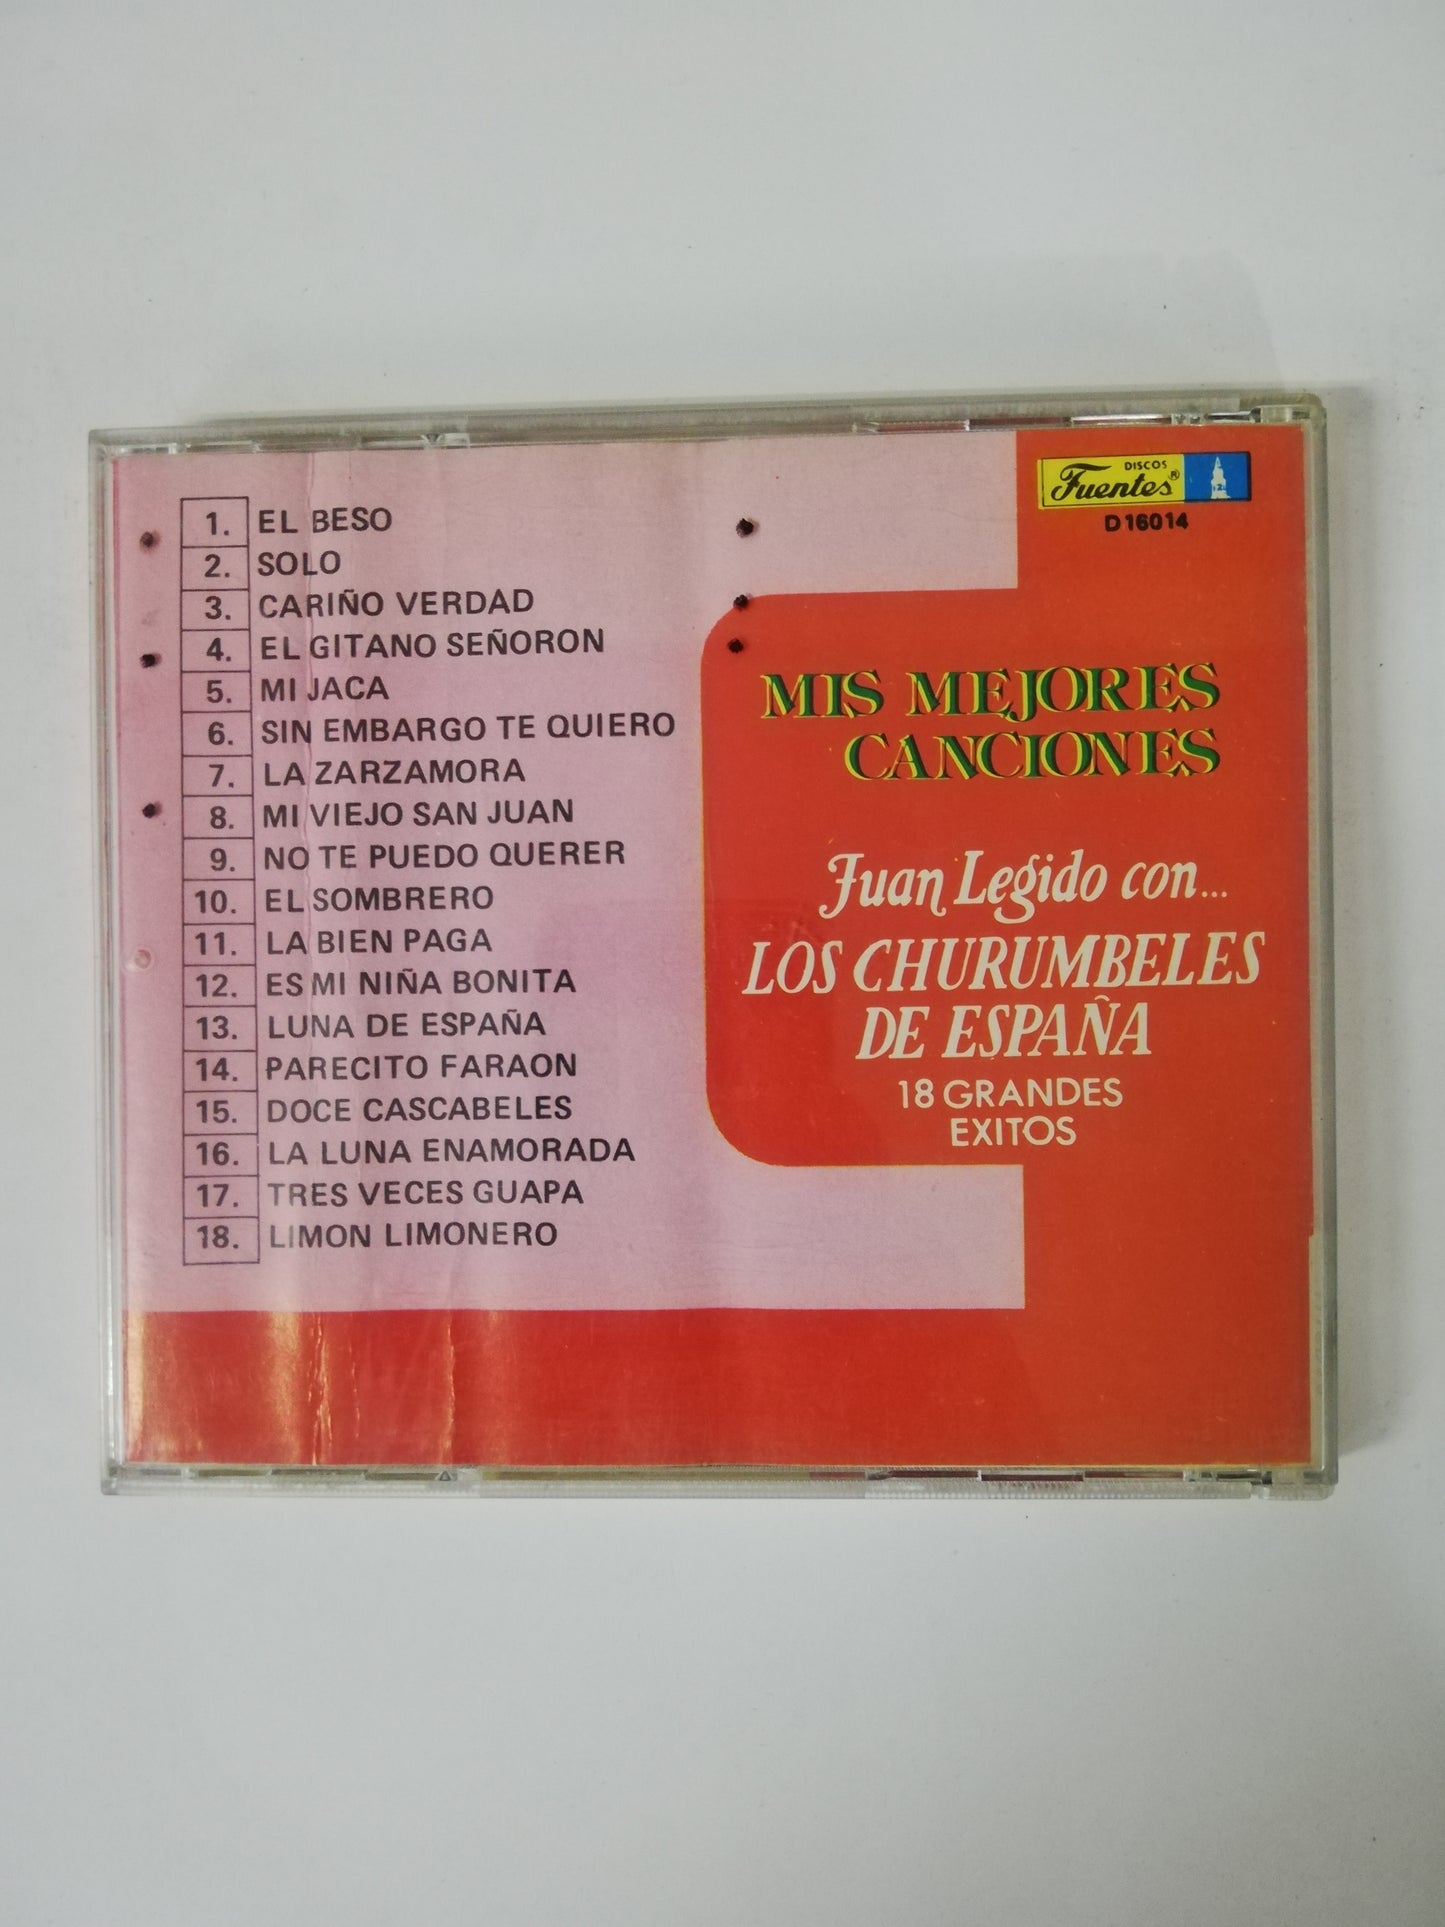 1. EL BESO
2. SOLO
3. CARIÑO VERDAD
4. EL GITANO SEÑORON
5. MI JACA
6. SIN EMBARGO TE QUIERO
7. LA ZARZAMORA
8. MI VIEJO SAN JUAN
9. NO TE PUEDO QUERER
10. EL SOMBRERO
11. LA BIEN PAGA
12. ES MI NIÑA BONITA
13. LUNA DE ESPAÑA
14. PARECITO FARAON
15. DOCE CASCABELES
16. LA LUNA ENAMORADA
17. TRES VECES GUAPA
18. LIMON LIMONERO
DISCOS
Fuentes®
D16014
MIS MEJORES
CANCIONES
Juan Legido con...
LOS CHURUMBELES
DE ESPAÑA
18 GRANDES
EXITOS